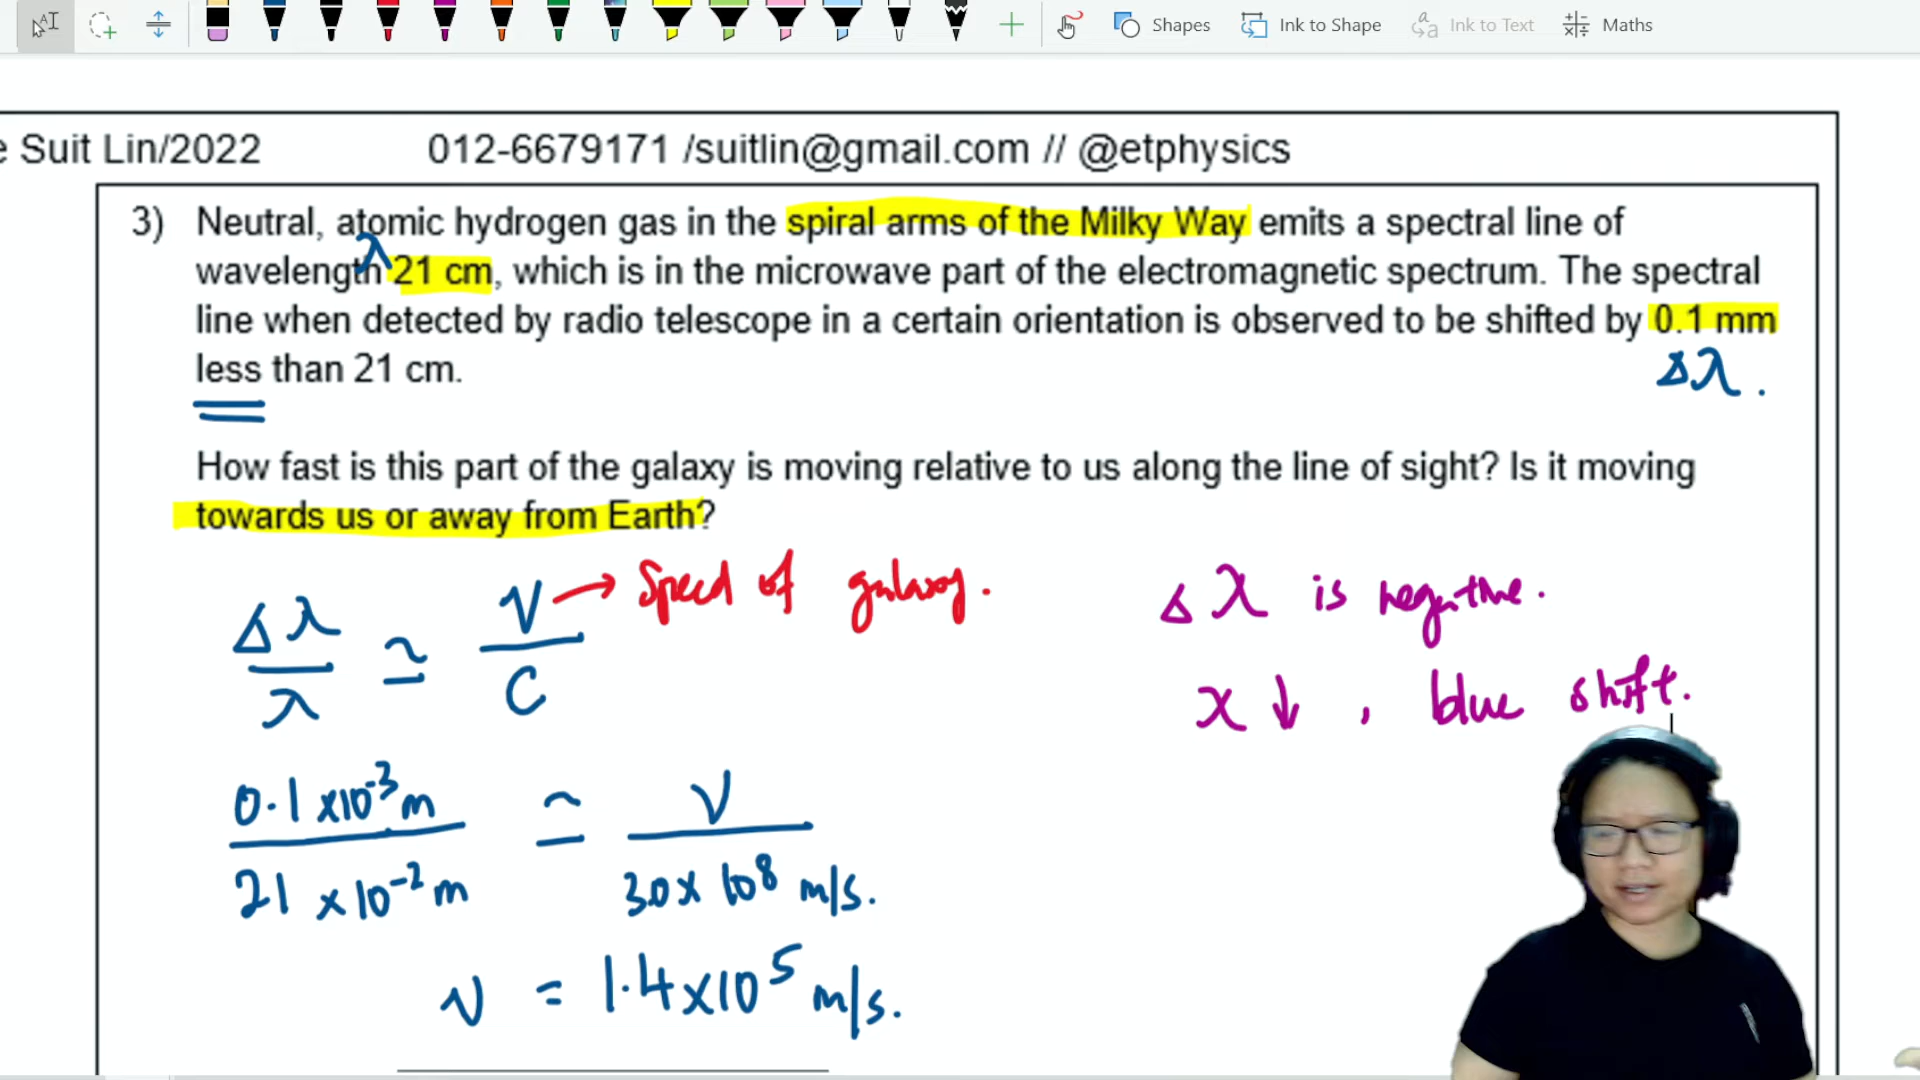 Shapes Ink to Shape Ink to Text Maths
e Suit Lin/2022 012-6679171 /suitlin@gmail.com // @etphysics
3) Neutral, atomic hydrogen gas in the spiral arms of the Milky Way emits a spectral line of
λ
wavelength 21 cm, which is in the microwave part of the electromagnetic spectrum. The spectral
line when detected by radio telescope in a certain orientation is observed to be shifted by 0.1 mm
less than 21 cm.
Δλ.
How fast is this part of the galaxy is moving relative to us along the line of sight? Is it moving
towards us or away from Earth?
Δλ/λ ≃ v/c → Speed of galaxy.
Δλ is negative.
λ ↓, blue shift.
0.1 x10⁻³ m / 21 x 10⁻² m ≃ v / 3.0 x 10⁸ m/s.
v = 1.4x10⁵ m/s.